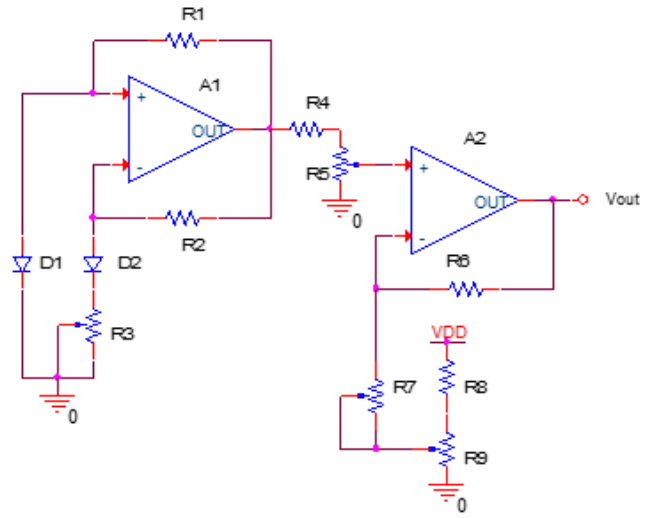 R1
A1
+
OUT
-
R4
A2
R5
+
OUT
-
Vout
0
R2
D1
D2
R6
R3
VDD
R7
R8
0
R9
0